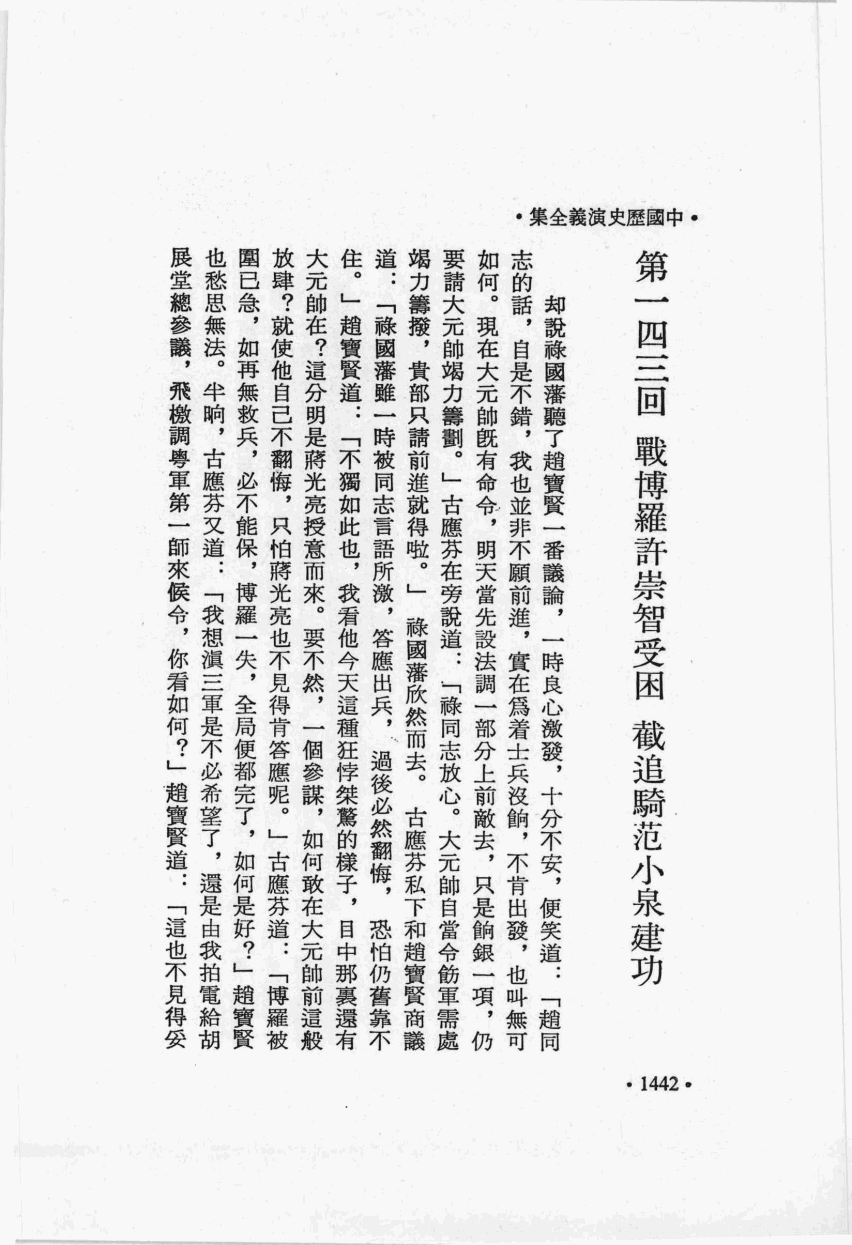 •中國歷史演義全集•
第一四三回 戰博羅許崇智受困 截追騎范小泉建功
却說祿國藩聽了趙寶賢一番議論，一時良心激發，十分不安，便笑道：「趙同
志的話，自是不錯，我也並非不願前進，實在爲着士兵沒餉，不肯出發，也叫無可
如何。現在大元帥旣有命令，明天當先設法調一部分上前敵去，只是餉銀一項，仍
要請大元帥竭力籌劃。」古應芬在旁說道：「祿同志放心。大元帥自當令飭軍需處
竭力籌撥，貴部只請前進就得啦。」祿國藩欣然而去。古應芬私下和趙寶賢商議
道：「祿國藩雖一時被同志言語所激，答應出兵，過後必然翻悔，恐怕仍舊靠不
住。」趙寶賢道：「不獨如此也，我看他今天這種狂悖桀驁的樣子，目中那裏還有
大元帥在？這分明是蔣光亮授意而來。要不然，一個參謀，如何敢在大元帥前這般
放肆？就使他自己不翻悔，只怕蔣光亮也不見得肯答應呢。」古應芬道：「博羅被
圍已急，如再無救兵，必不能保，博羅一失，全局便都完了，如何是好？」趙寶賢
也愁思無法。半晌，古應芬又道：「我想滇三軍是不必希望了，還是由我拍電給胡
展堂總參議，飛檄調粵軍第一師來候令，你看如何？」趙寶賢道：「這也不見得妥
•1442•